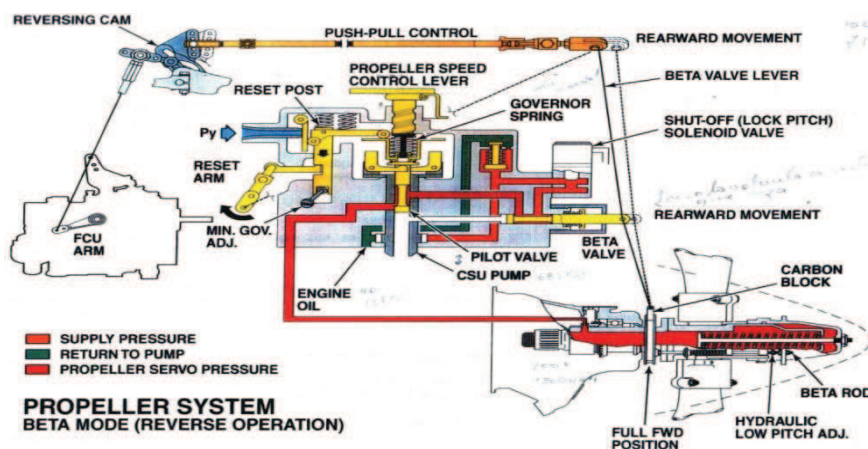 REVERSING CAM
PUSH-PULL CONTROL
REARWARD MOVEMENT
PROPELLER SPEED
CONTROL LEVER
BETA VALVE LEVER
RESET POST
GOVERNOR
SPRING
SHUT-OFF (LOCK PITCH)
SOLENOID VALVE
Py
RESET
ARM
REARWARD MOVEMENT
MIN. GOV.
ADJ.
FCU
ARM
PILOT VALVE
BETA
VALVE
CSU PUMP
ENGINE
OIL
CARBON
BLOCK
SUPPLY PRESSURE
RETURN TO PUMP
PROPELLER SERVO PRESSURE
BETA ROD
PROPELLER SYSTEM
BETA MODE (REVERSE OPERATION)
FULL FWD
POSITION
HYDRAULIC
LOW PITCH ADJ.